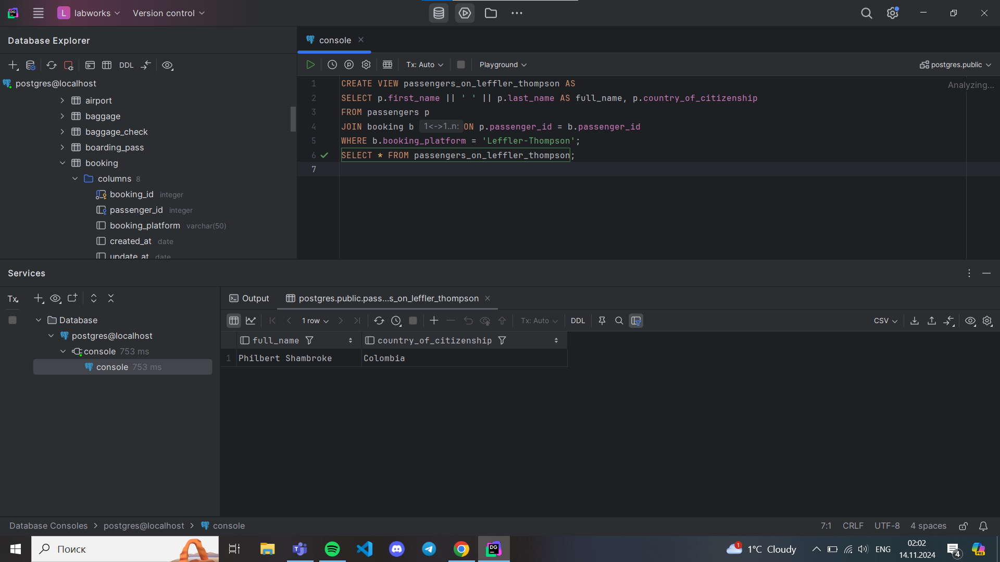 L labworks Version control
Database Explorer
console
DDL
Tx: Auto Playground postgres.public
postgres@localhost
airport
baggage
baggage_check
boarding_pass
booking
columns 8
booking_id integer
passenger_id integer
booking_platform varchar(50)
created_at date
update_at date
1 CREATE VIEW passengers_on_leffler_thompson AS
2 SELECT p.first_name || ' ' || p.last_name AS full_name, p.country_of_citizenship
3 FROM passengers p
4 JOIN booking b 1<->1..n: ON p.passenger_id = b.passenger_id
5 WHERE b.booking_platform = 'Leffler-Thompson';
6 SELECT * FROM passengers_on_leffler_thompson;
7
Analyzing...
Services
Tx
Database
postgres@localhost
console 753 ms
console 753 ms
Output postgres.public.pass...s_on_leffler_thompson
1 row Tx: Auto DDL CSV
full_name country_of_citizenship
1 Philbert Shambroke Colombia
Database Consoles > postgres@localhost > console
7:1 CRLF UTF-8 4 spaces
Поиск
DG
1 1°C Cloudy
ENG
02:02
14.11.2024
4
PRE